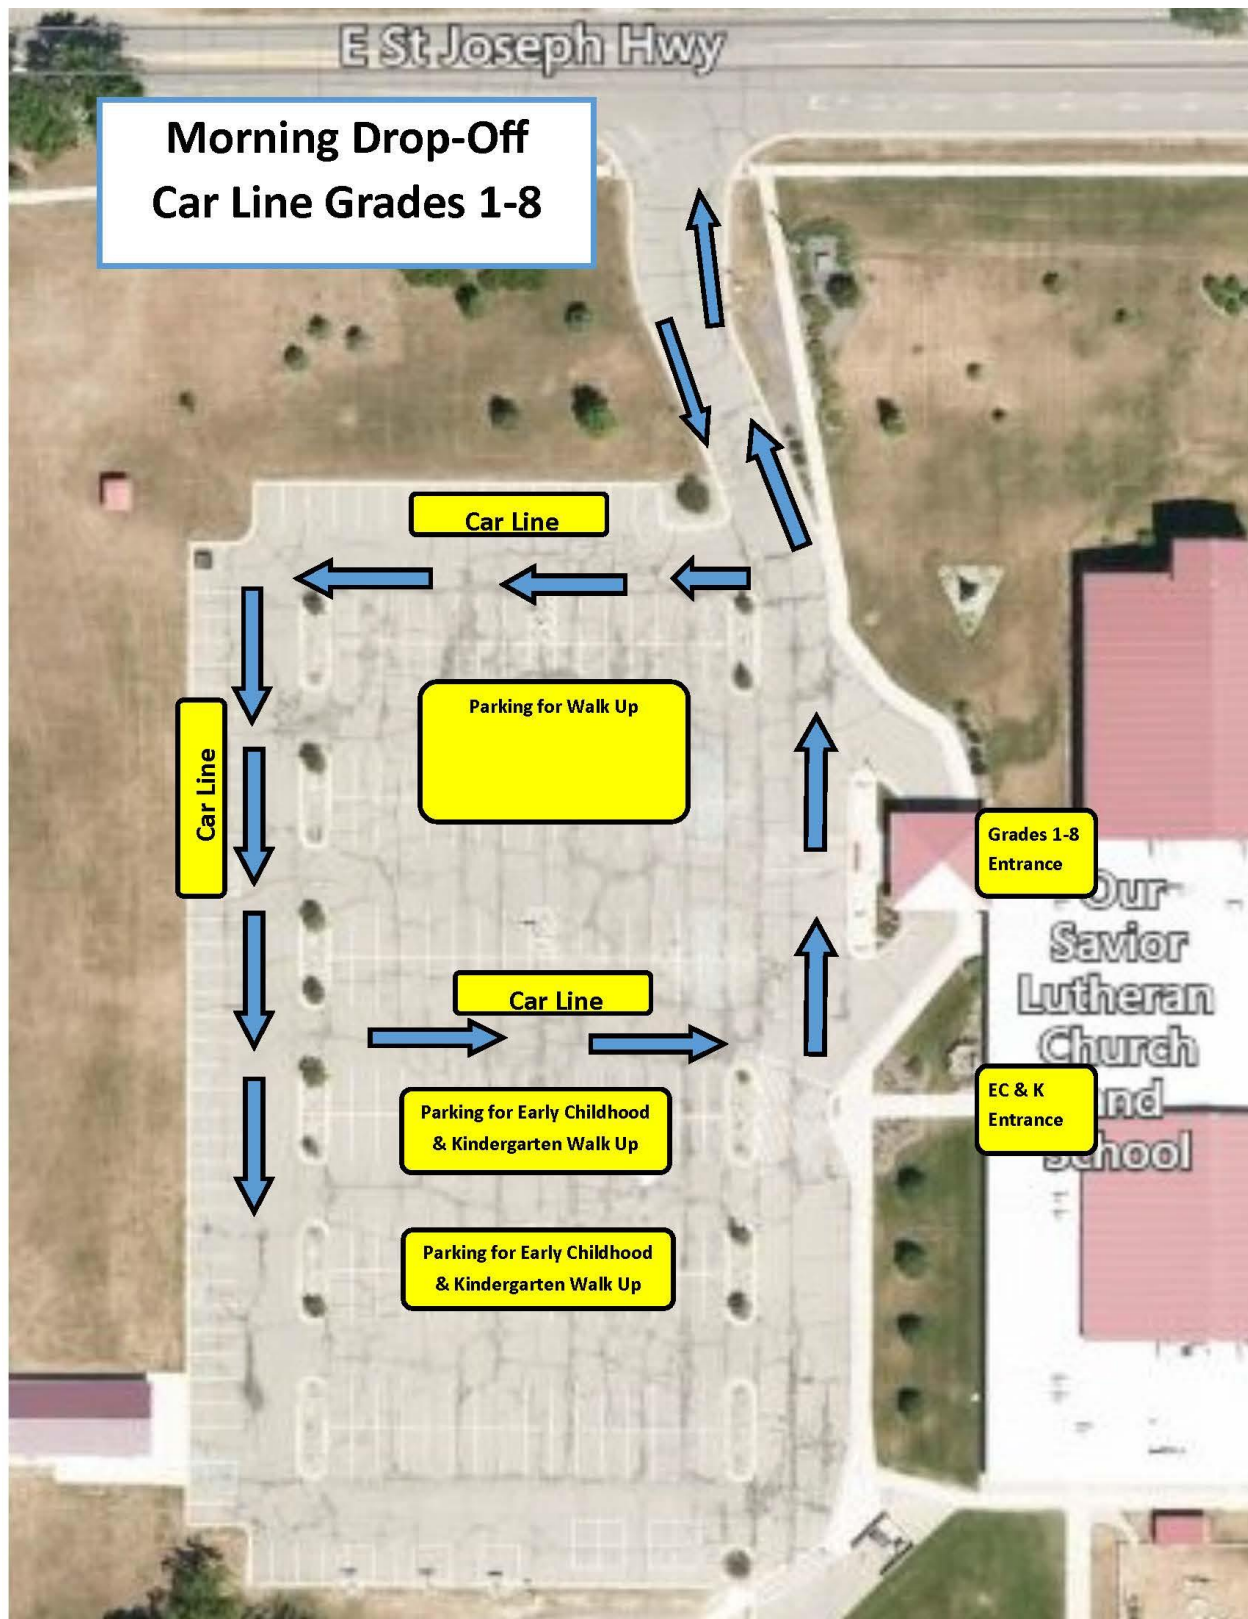 E St Joseph Hwy
Morning Drop-Off
Car Line Grades 1-8
Car Line
Parking for Walk Up
Car Line
Grades 1-8
Entrance
Our
Savior
Lutheran
Church
and
School
Car Line
EC & K
Entrance
Parking for Early Childhood
& Kindergarten Walk Up
Parking for Early Childhood
& Kindergarten Walk Up